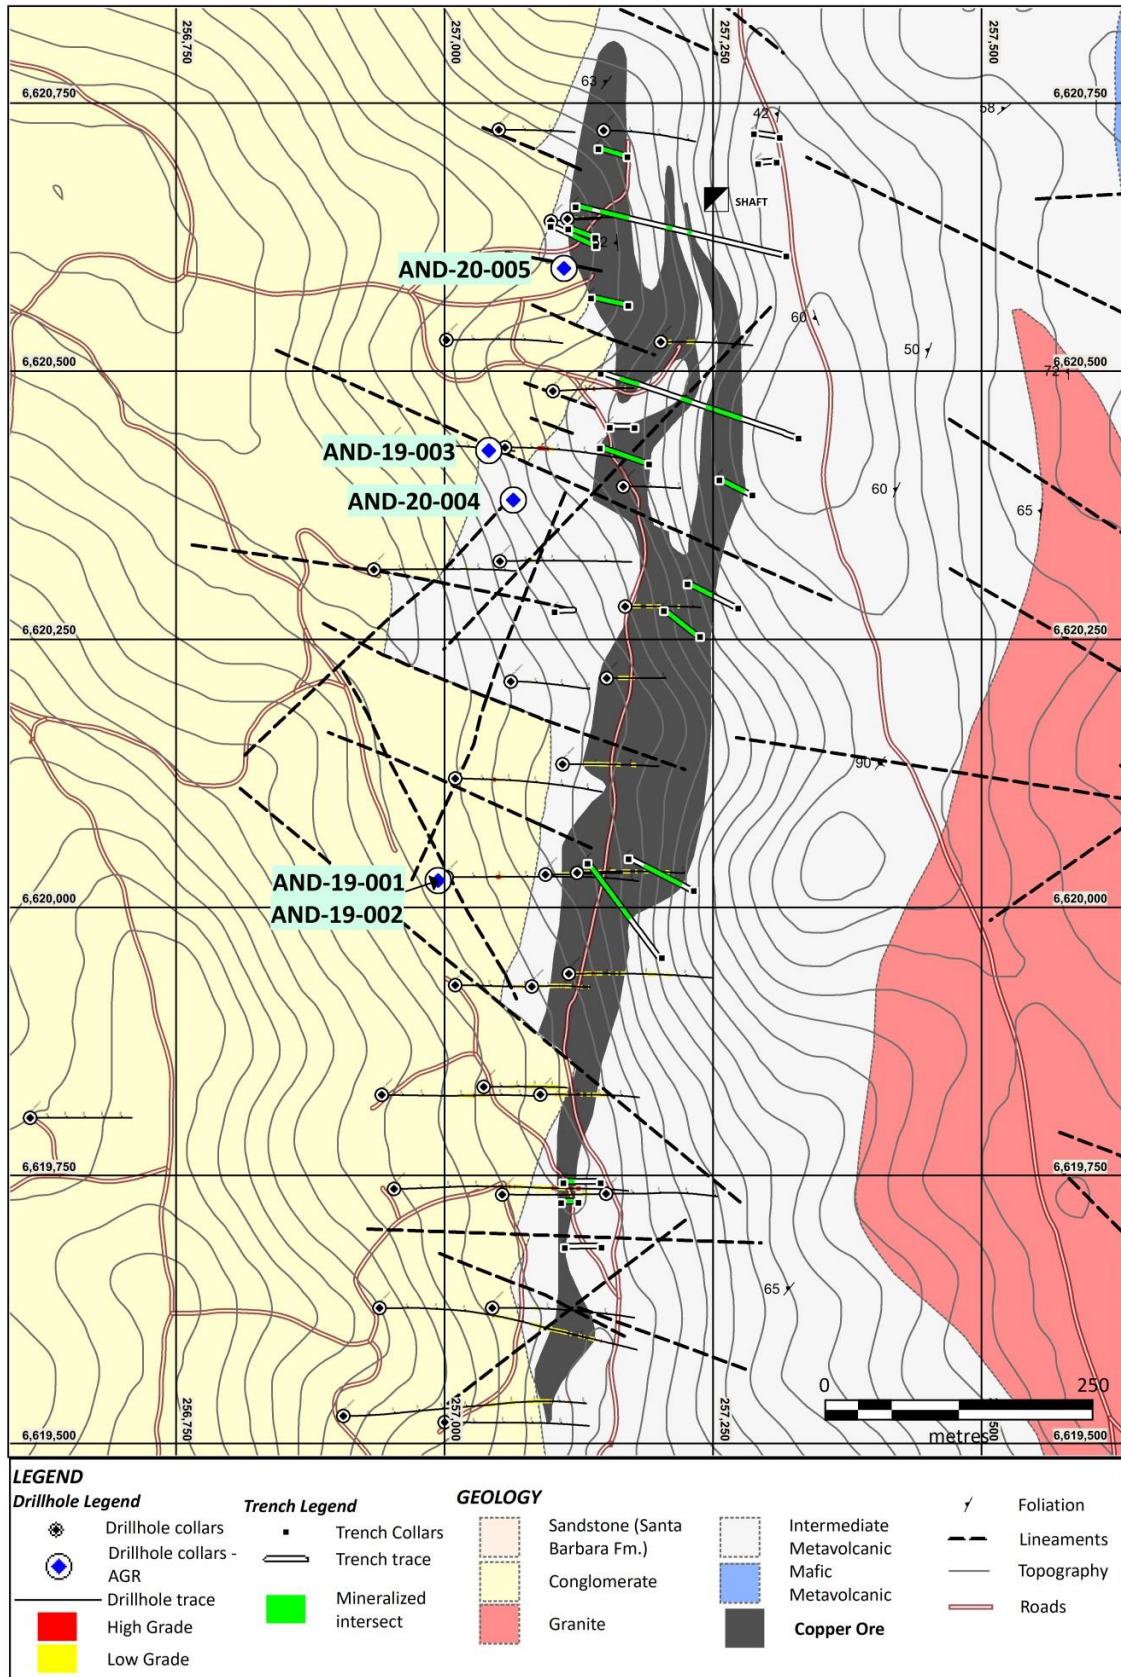 256,750
257,000
257,250
257,500
63
6,620,750
42
58
6,620,750
SHAFT
AND-20-005
60
50
6,620,500
72
6,620,500
AND-19-003
AND-20-004
60
65
6,620,250
6,620,250
90
AND-19-001
AND-19-002
6,620,000
6,620,000
6,619,750
6,619,750
65
0
250
metres
256,750
257,000
257,250
6,619,500
6,619,500
LEGEND
Drillhole Legend
Drillhole collars
Drillhole collars -
AGR
Drillhole trace
High Grade
Low Grade
Trench Legend
Trench Collars
Trench trace
Mineralized
intersect
GEOLOGY
Sandstone (Santa
Barbara Fm.)
Conglomerate
Granite
Intermediate
Metavolcanic
Mafic
Metavolcanic
Copper Ore
Foliation
Lineaments
Topography
Roads